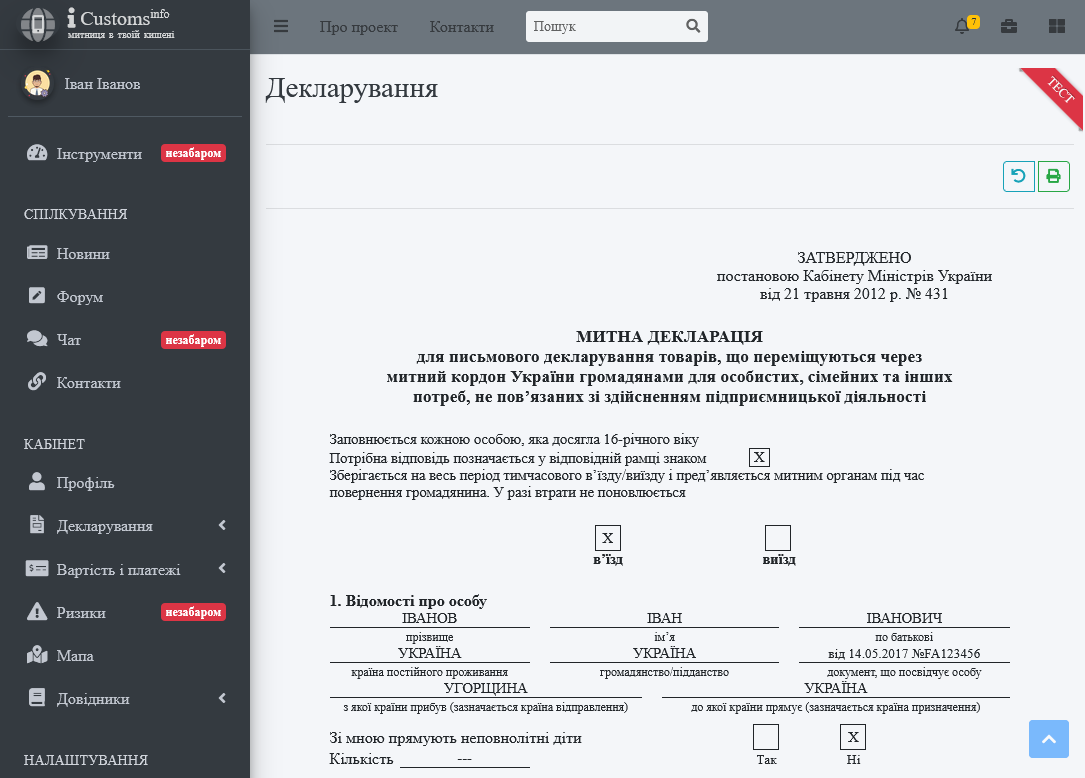 i Customs info
митниця в твоїй кишені
Про проект
Контакти
Пошук
7
Іван Іванов
Інструменти незабаром
СПІЛКУВАННЯ
Новини
Форум
Чат незабаром
Контакти
КАБІНЕТ
Профіль
Декларування
Вартість і платежі
Ризики незабаром
Мапа
Довідники
НАЛАШТУВАННЯ
Декларування
ТЕСТ
ЗАТВЕРДЖЕНО
постановою Кабінету Міністрів України
від 21 травня 2012 р. № 431
МИТНА ДЕКЛАРАЦІЯ
для письмового декларування товарів, що переміщуються через
митний кордон України громадянами для особистих, сімейних та інших
потреб, не пов’язаних зі здійсненням підприємницької діяльності
Заповнюється кожною особою, яка досягла 16-річного віку
Потрібна відповідь позначається у відповідній рамці знаком X
Зберігається на весь період тимчасового в’їзду/виїзду і пред’являється митним органам під час
повернення громадянина. У разі втрати не поновлюється
X
в’їзд виїзд
1. Відомості про особу
ІВАНОВ ІВАН ІВАНОВИЧ
прізвище ім’я по батькові
УКРАЇНА УКРАЇНА від 14.05.2017 №FA123456
країна постійного проживання громадянство/підданство документ, що посвідчує особу
УГОРЩИНА УКРАЇНА
з якої країни прибув (зазначається країна відправлення) до якої країни прямує (зазначається країна призначення)
Зі мною прямують неповнолітні діти X
Кількість --- Так Ні